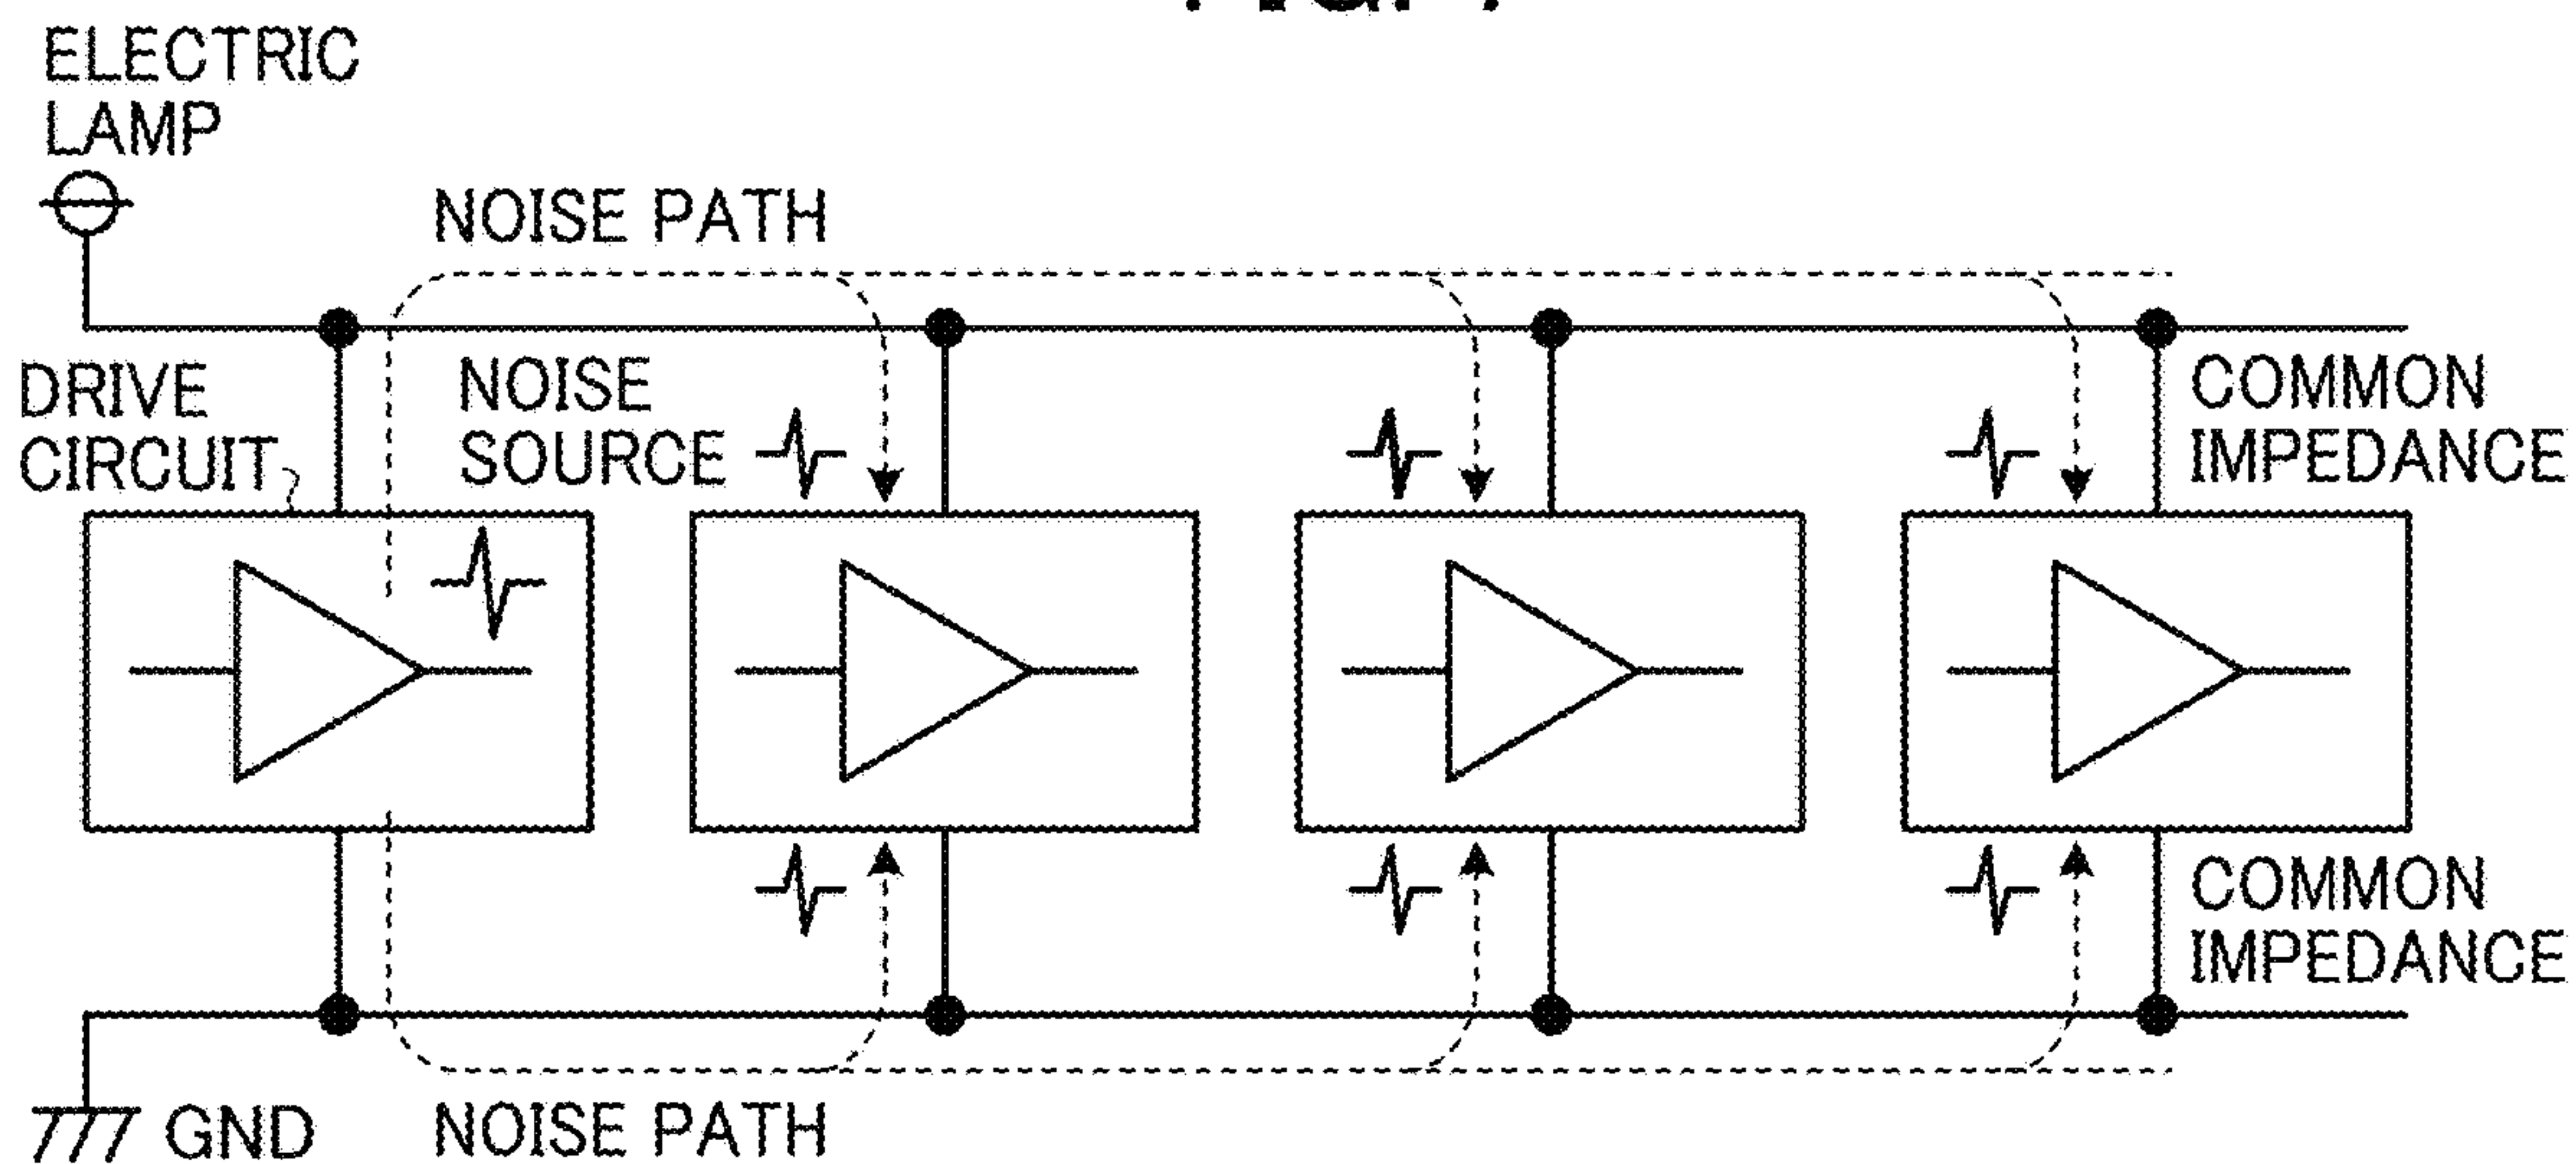 ELECTRIC
LAMP
NOISE PATH
DRIVE
CIRCUIT
NOISE
SOURCE
COMMON
IMPEDANCE
COMMON
IMPEDANCE
GND
NOISE PATH